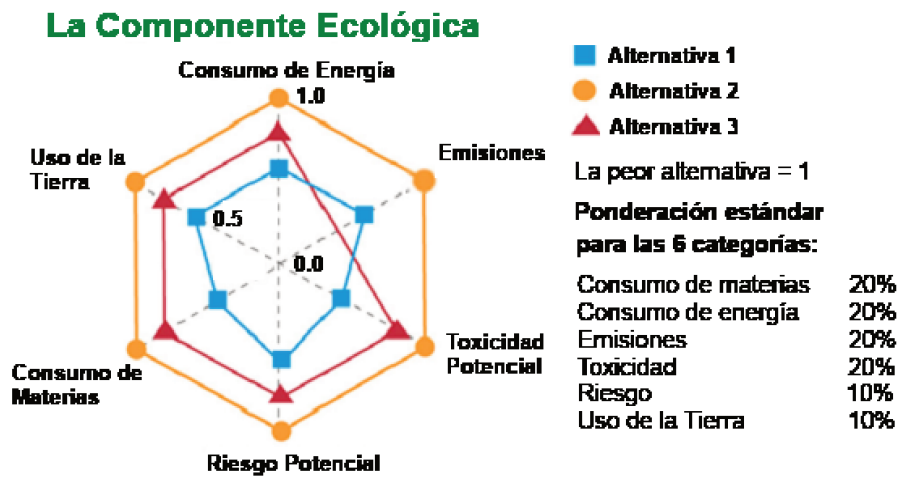 La Componente Ecológica
Consumo de Energía
1.0
Emisiones
Uso de la
Tierra
0.5
0.0
Toxicidad
Potencial
Consumo de
Materias
Riesgo Potencial
Alternativa 1
Alternativa 2
Alternativa 3
La peor alternativa = 1
Ponderación estándar
para las 6 categorías:
Consumo de materias 20%
Consumo de energía 20%
Emisiones 20%
Toxicidad 20%
Riesgo 10%
Uso de la Tierra 10%